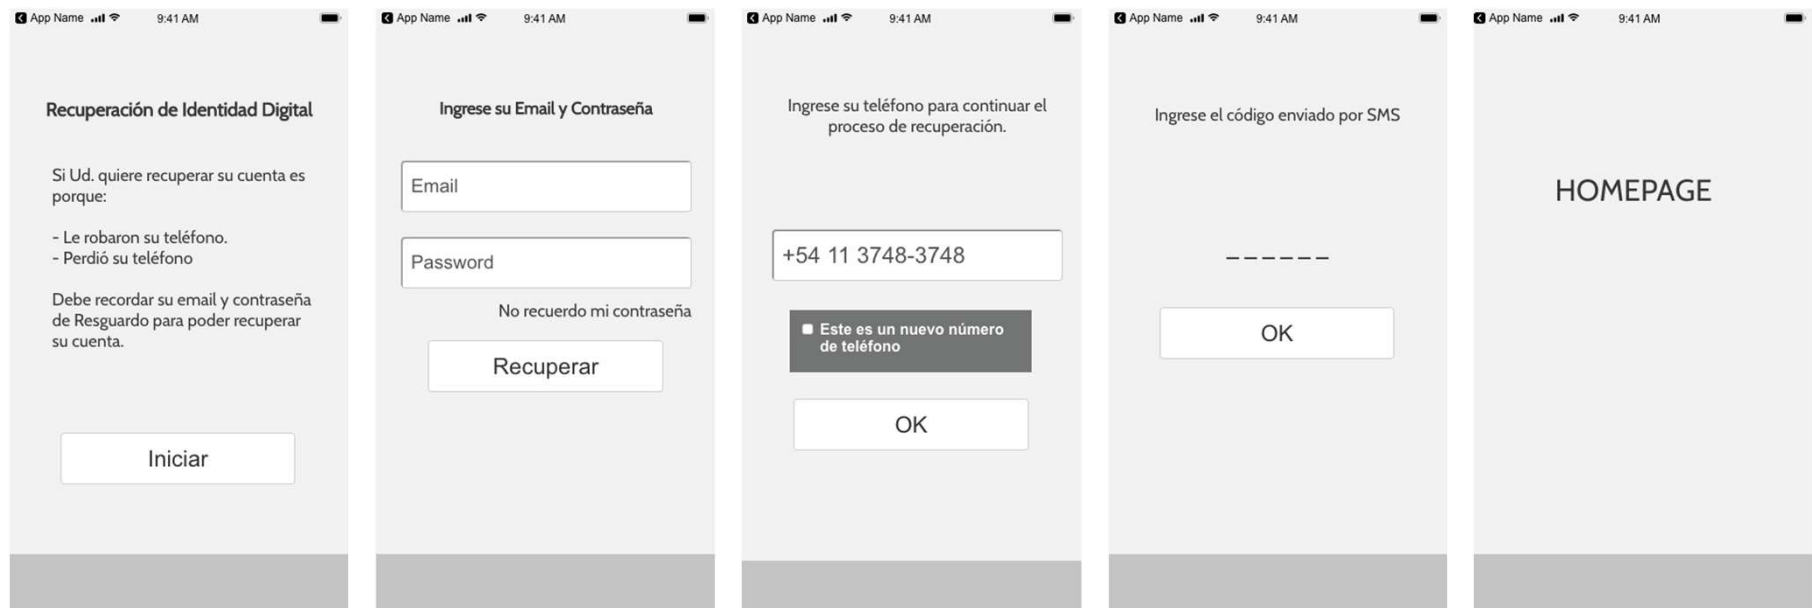 App Name 9:41 AM
Recuperación de Identidad Digital
Si Ud. quiere recuperar su cuenta es
porque:
- Le robaron su teléfono.
- Perdió su teléfono
Debe recordar su email y contraseña
de Resguardo para poder recuperar
su cuenta.
Iniciar
App Name 9:41 AM
Ingrese su Email y Contraseña
Email
Password
No recuerdo mi contraseña
Recuperar
App Name 9:41 AM
Ingrese su teléfono para continuar el
proceso de recuperación.
+54 11 3748-3748
Este es un nuevo número
de teléfono
OK
App Name 9:41 AM
Ingrese el código enviado por SMS
_ _ _ _ _ _
OK
App Name 9:41 AM
HOMEPAGE